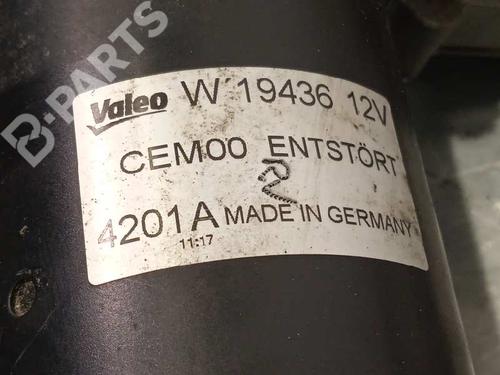 B-PARTS
Valeo W 19436 12V
CEM00 ENTSTÖRT
2
4201A MADE IN GERMANY
11:17